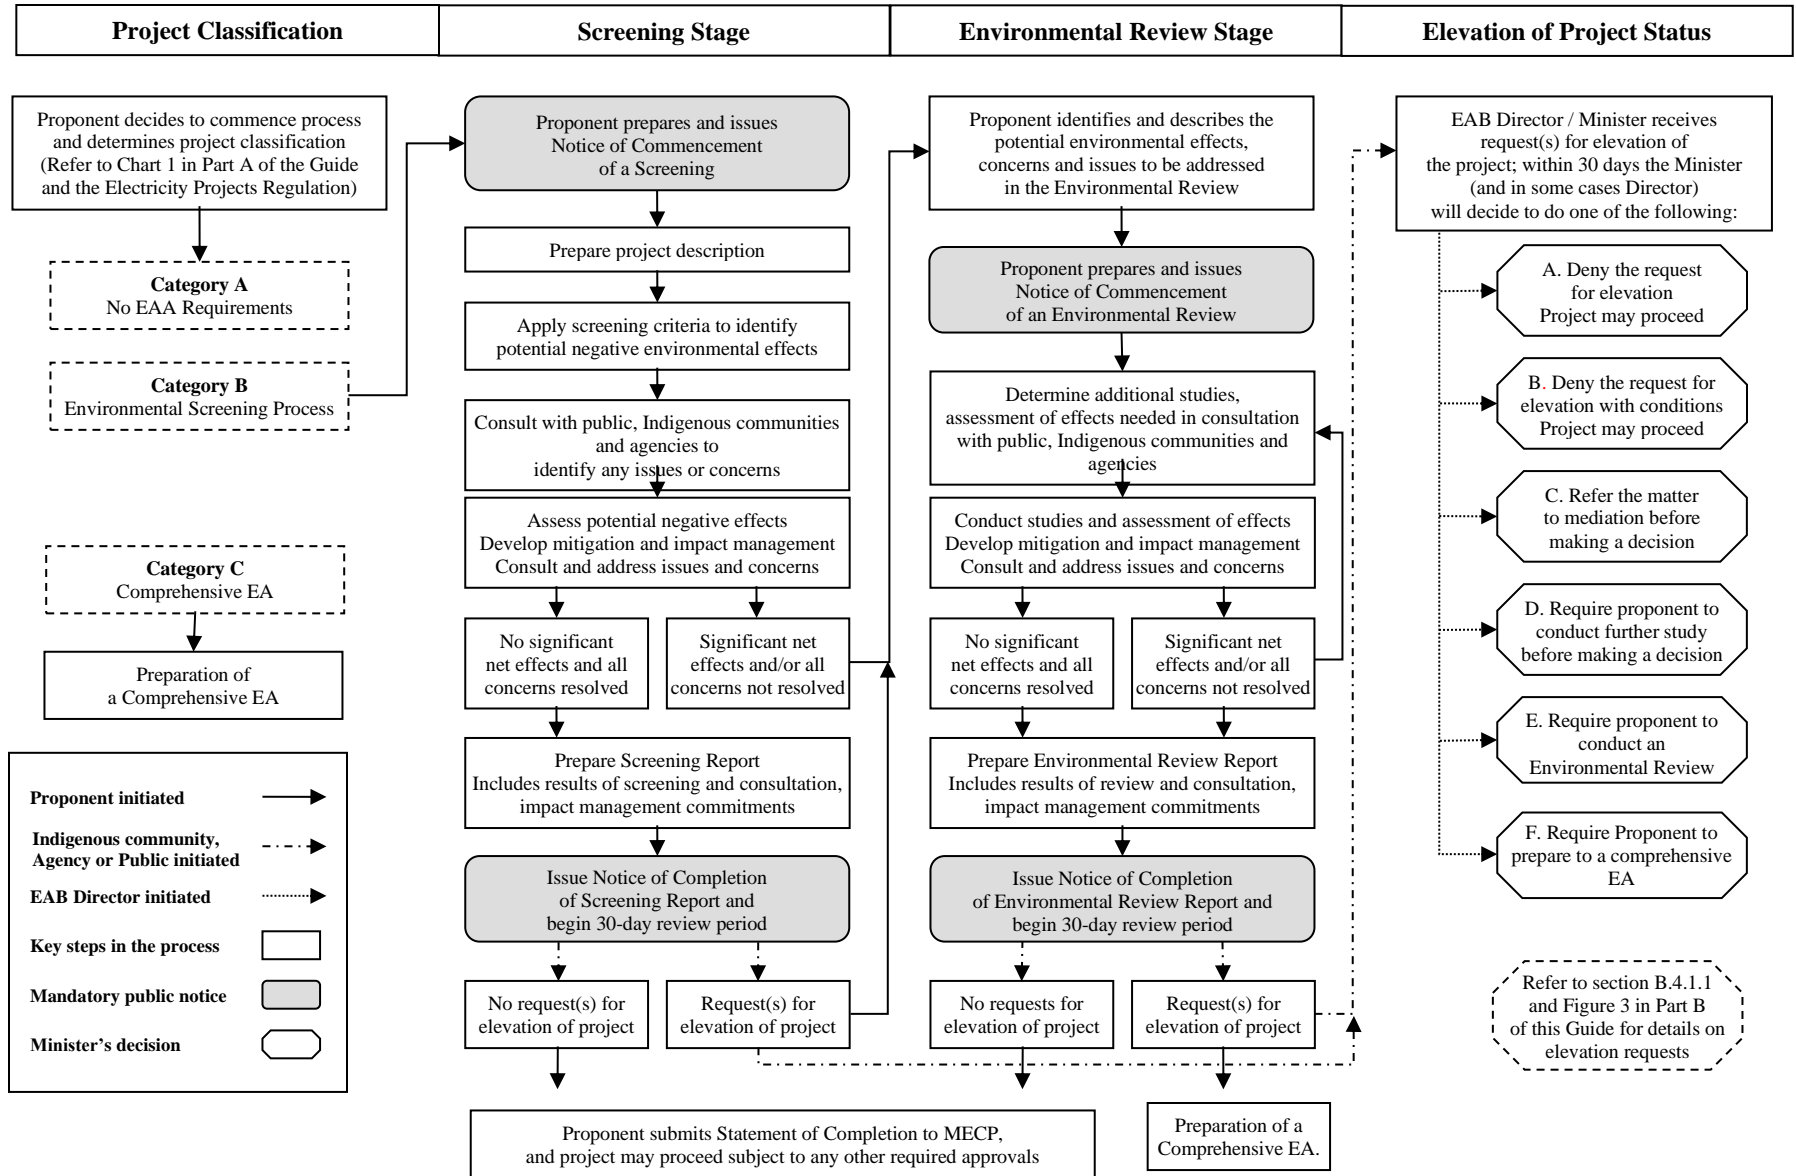 Project Classification
Screening Stage
Environmental Review Stage
Elevation of Project Status
Proponent decides to commence process
and determines project classification
(Refer to Chart 1 in Part A of the Guide
and the Electricity Projects Regulation)
Category A
No EAA Requirements
Category B
Environmental Screening Process
Category C
Comprehensive EA
Preparation of
a Comprehensive EA
Proponent initiated
Indigenous community,
Agency or Public initiated
EAB Director initiated
Key steps in the process
Mandatory public notice
Minister's decision
Proponent prepares and issues
Notice of Commencement
of a Screening
Prepare project description
Apply screening criteria to identify
potential negative environmental effects
Consult with public, Indigenous communities
and agencies to
identify any issues or concerns
Assess potential negative effects
Develop mitigation and impact management
Consult and address issues and concerns
No significant
net effects and all
concerns resolved
Significant net
effects and/or all
concerns not resolved
Prepare Screening Report
Includes results of screening and consultation,
impact management commitments
Issue Notice of Completion
of Screening Report and
begin 30-day review period
No request(s) for
elevation of project
Request(s) for
elevation of project
Proponent submits Statement of Completion to MECP,
and project may proceed subject to any other required approvals
Proponent identifies and describes the
potential environmental effects,
concerns and issues to be addressed
in the Environmental Review
Proponent prepares and issues
Notice of Commencement
of an Environmental Review
Determine additional studies,
assessment of effects needed in consultation
with public, Indigenous communities and
agencies
Conduct studies and assessment of effects
Develop mitigation and impact management
Consult and address issues and concerns
No significant
net effects and all
concerns resolved
Significant net
effects and/or all
concerns not resolved
Prepare Environmental Review Report
Includes results of review and consultation,
impact management commitments
Issue Notice of Completion
of Environmental Review Report and
begin 30-day review period
No requests for
elevation of project
Request(s) for
elevation of project
Preparation of a
Comprehensive EA.
EAB Director / Minister receives
request(s) for elevation of
the project; within 30 days the Minister
(and in some cases Director)
will decide to do one of the following:
A. Deny the request
for elevation
Project may proceed
B. Deny the request for
elevation with conditions
Project may proceed
C. Refer the matter
to mediation before
making a decision
D. Require proponent to
conduct further study
before making a decision
E. Require proponent to
conduct an
Environmental Review
F. Require Proponent to
prepare to a comprehensive
EA
Refer to section B.4.1.1
and Figure 3 in Part B
of this Guide for details on
elevation requests